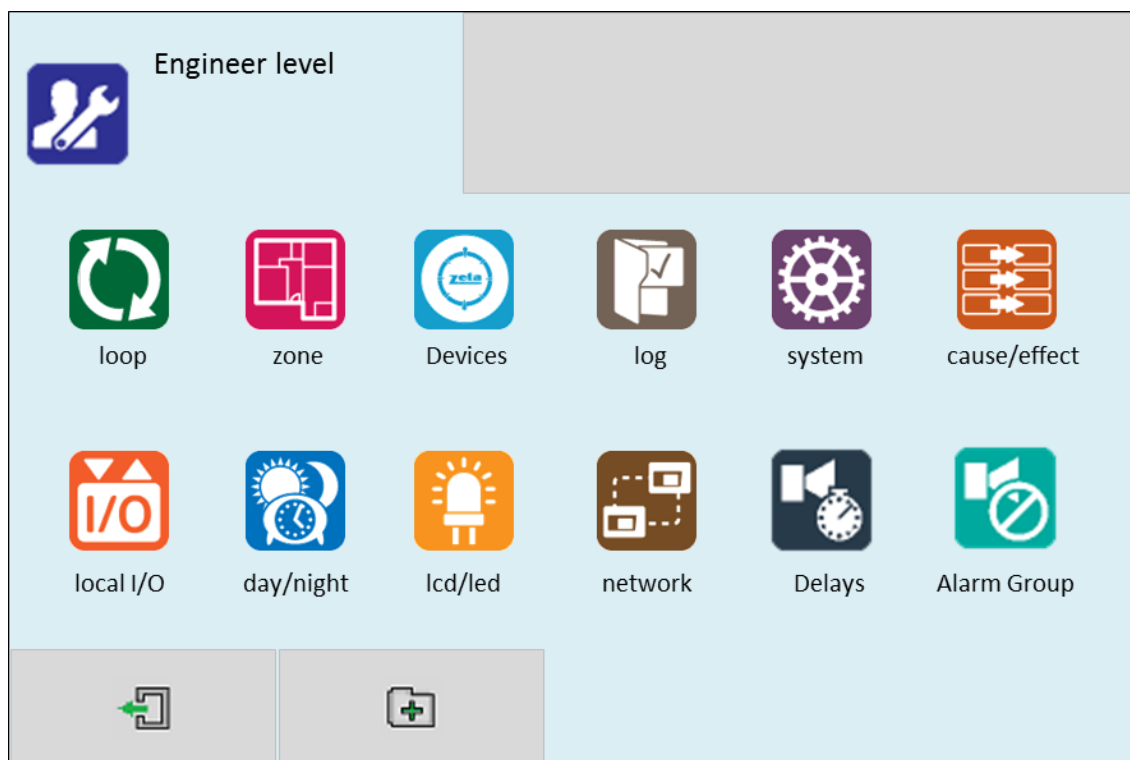 Engineer level
zeta
loop zone Devices log system cause/effect
I/O
local I/O day/night lcd/led network Delays Alarm Group